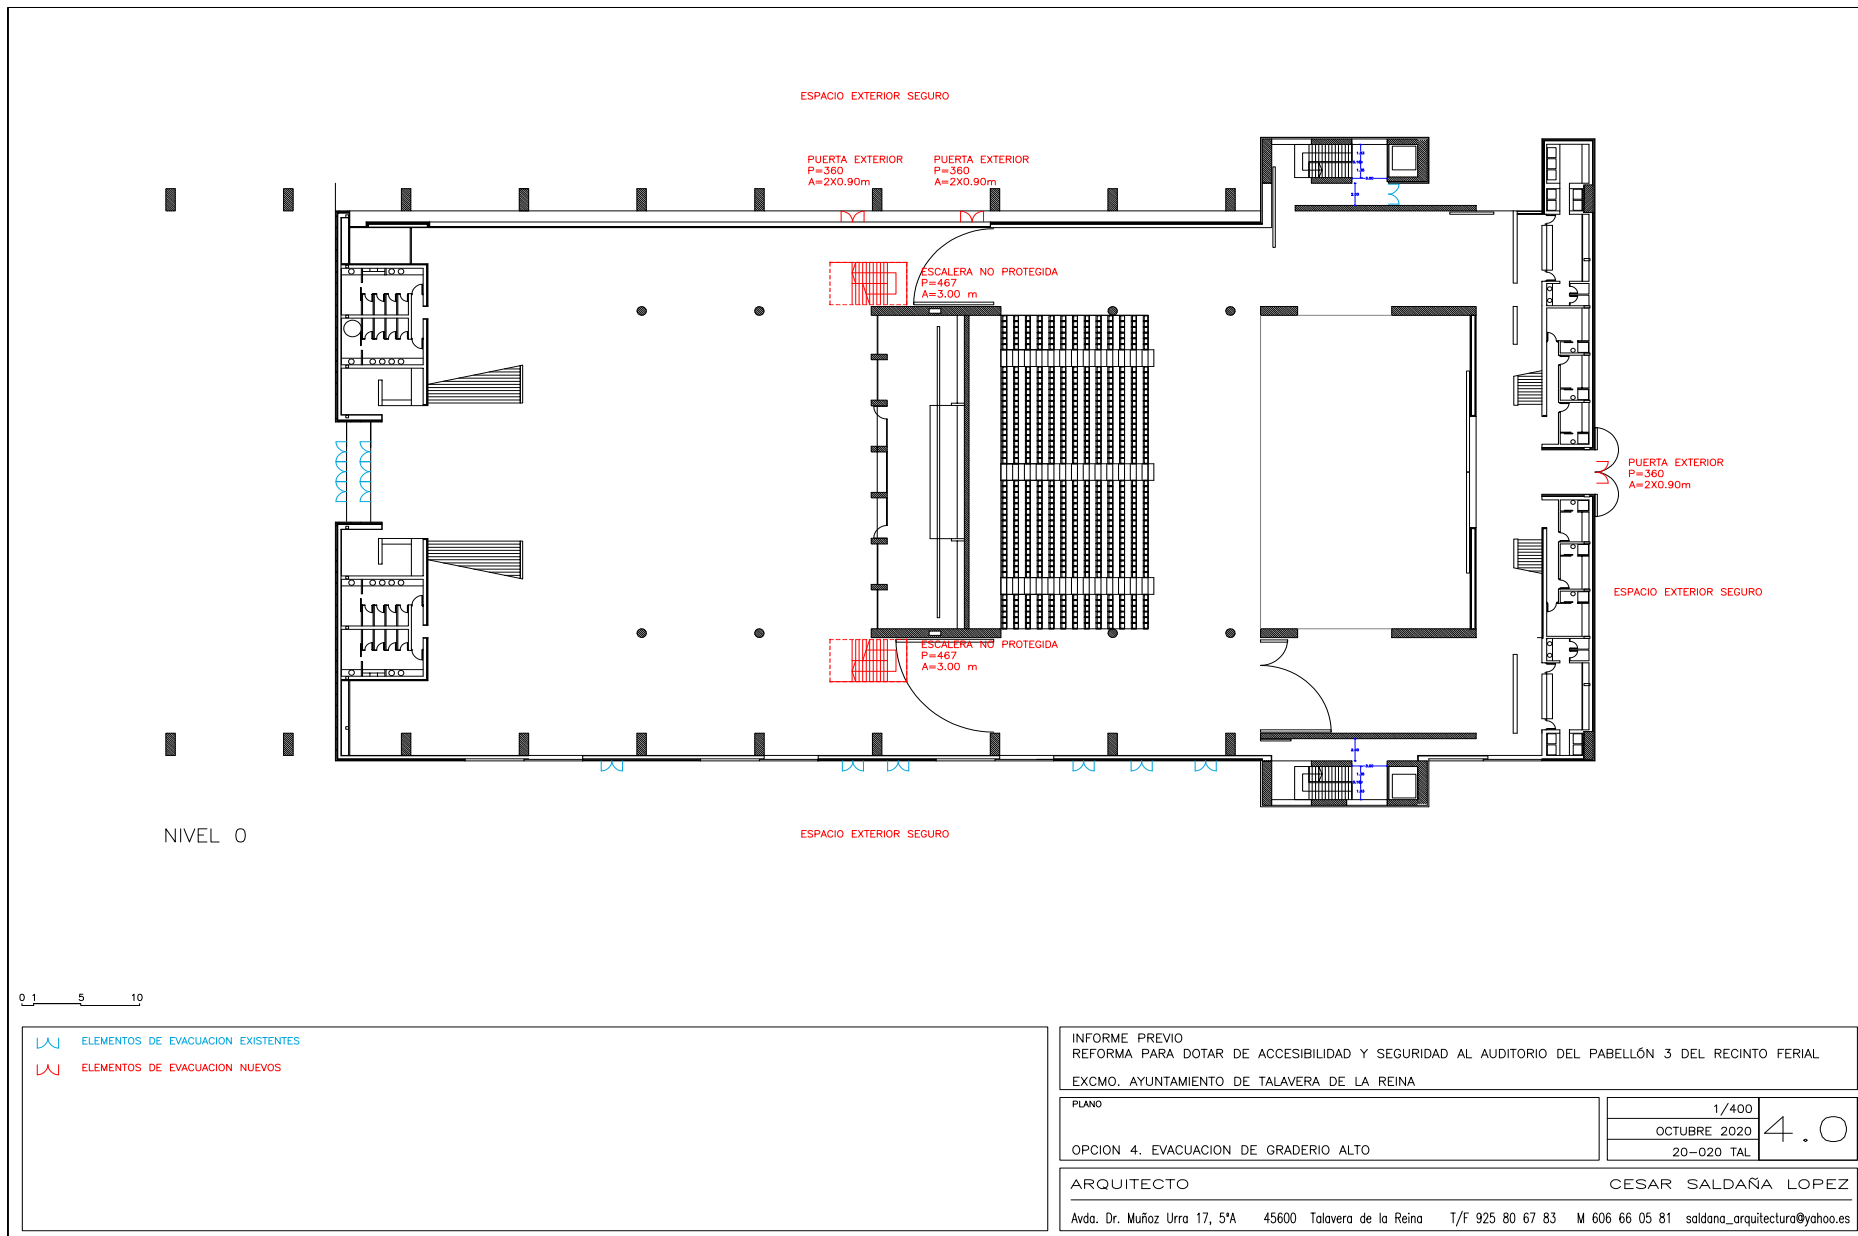 ESPACIO EXTERIOR SEGURO
PUERTA EXTERIOR
P=360
A=2X0.90m
PUERTA EXTERIOR
P=360
A=2X0.90m
ESCALERA NO PROTEGIDA
P=467
A=3.00 m
PUERTA EXTERIOR
P=360
A=2X0.90m
ESPACIO EXTERIOR SEGURO
ESCALERA NO PROTEGIDA
P=467
A=3.00 m
NIVEL 0
ESPACIO EXTERIOR SEGURO
0 1 5 10
ELEMENTOS DE EVACUACION EXISTENTES
ELEMENTOS DE EVACUACION NUEVOS
INFORME PREVIO
REFORMA PARA DOTAR DE ACCESIBILIDAD Y SEGURIDAD AL AUDITORIO DEL PABELLÓN 3 DEL RECINTO FERIAL
EXCMO. AYUNTAMIENTO DE TALAVERA DE LA REINA
PLANO
OPCION 4. EVACUACION DE GRADERIO ALTO
1/400
OCTUBRE 2020
20-020 TAL
4.0
ARQUITECTO CESAR SALDAÑA LOPEZ
Avda. Dr. Muñoz Urra 17, 5ªA 45600 Talavera de la Reina T/F 925 80 67 83 M 606 66 05 81 saldana_arquitectura@yahoo.es